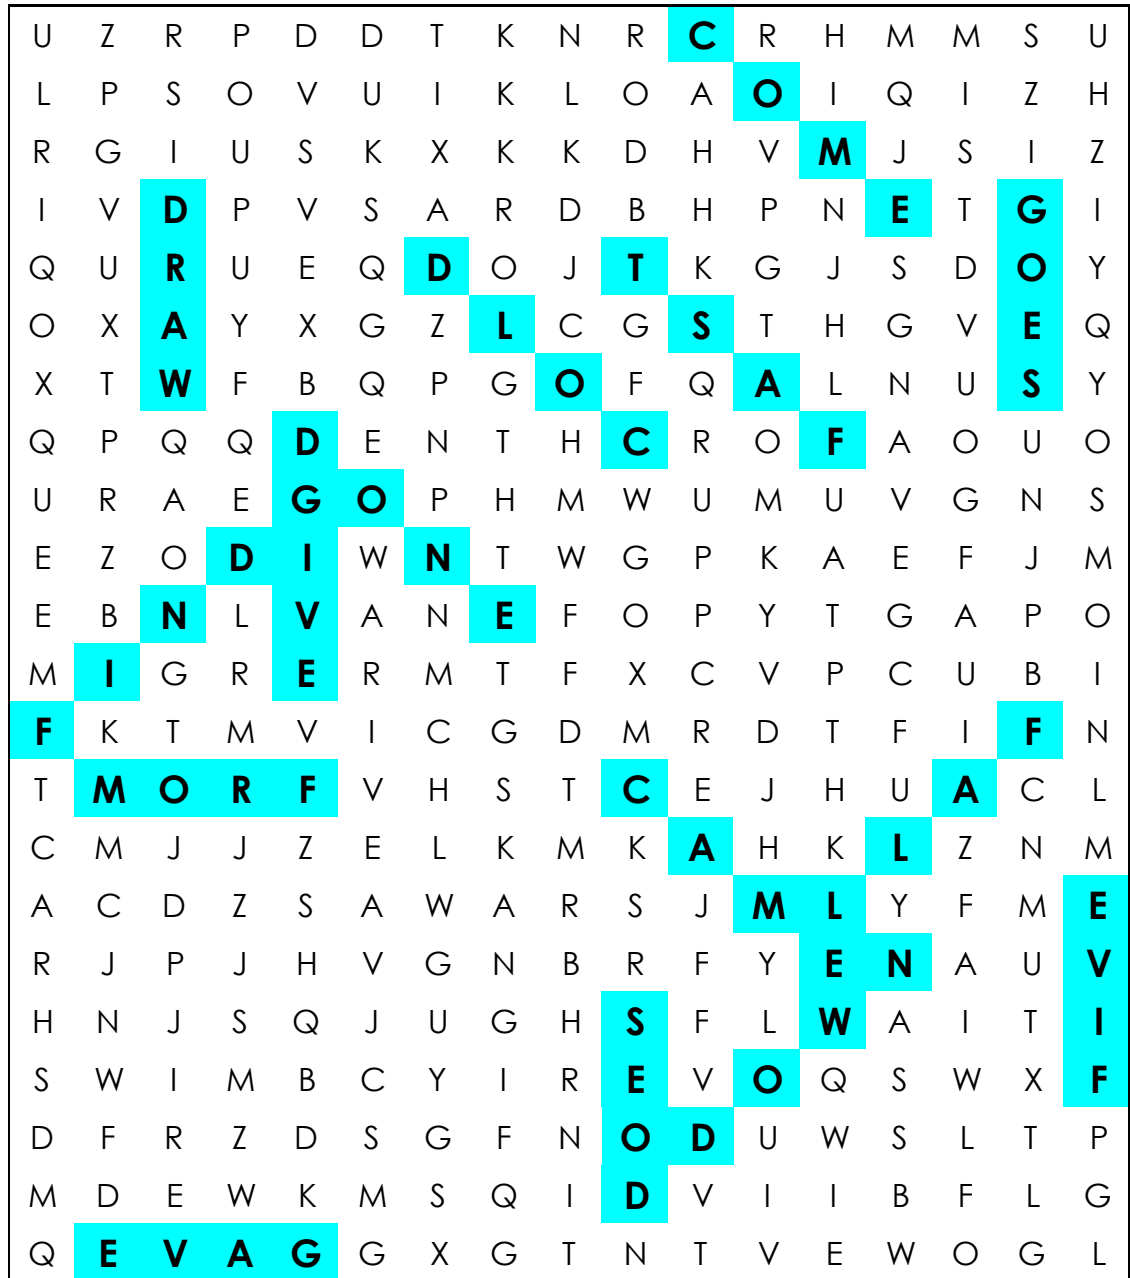 U Z R P D D T K N R C R H M M S U
L P S O V U I K L O A O I Q I Z H
R G I U S K X K K D H V M J S I Z
I V D P V S A R D B H P N E T G I
Q U R U E Q D O J T K G J S D O Y
O X A Y X G Z L C G S T H G V E Q
X T W F B Q P G O F Q A L N U S Y
Q P Q Q D E N T H C R O F A O U O
U R A E G O P H M W U M U V G N S
E Z O D I W N T W G P K A E F J M
E B N L V A N E F O P Y T G A P O
M I G R E R M T F X C V P C U B I
F K T M V I C G D M R D T F I F N
T M O R F V H S T C E J H U A C L
C M J J Z E L K M K A H K L Z N M
A C D Z S A W A R S J M L Y F M E
R J P J H V G N B R F Y E N A U V
H N J S Q J U G H S F L W A I T I
S W I M B C Y I R E V O Q S W X F
D F R Z D S G F N O D U W S L T P
M D E W K M S Q I D V I I B F L G
Q E V A G G X G T N T V E W O G L